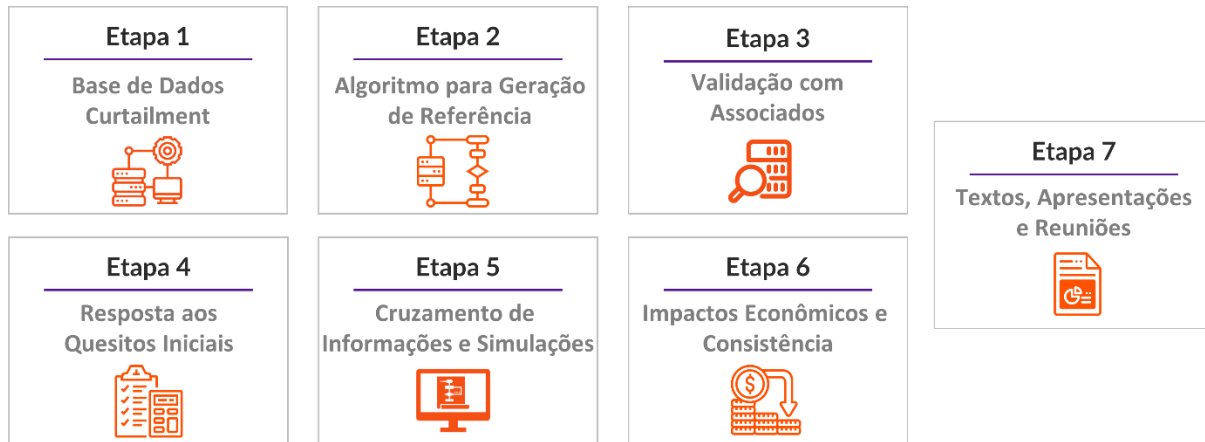 Etapa 1
Base de Dados
Curtailment
Etapa 2
Algoritmo para Geração
de Referência
Etapa 3
Validação com
Associados
Etapa 4
Resposta aos
Quesitos Iniciais
Etapa 5
Cruzamento de
Informações e Simulações
Etapa 6
Impactos Econômicos e
Consistência
Etapa 7
Textos, Apresentações
e Reuniões